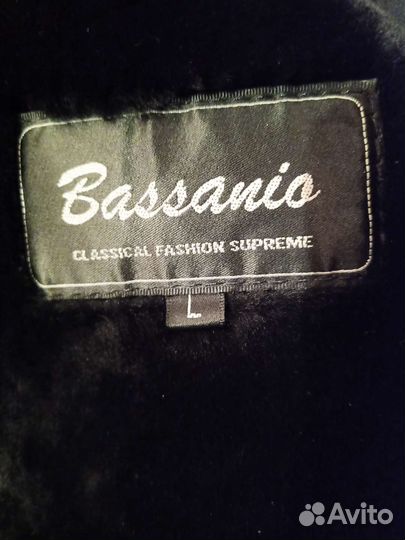 Bassanio
CLASSICAL FASHION SUPREME
L
Avito